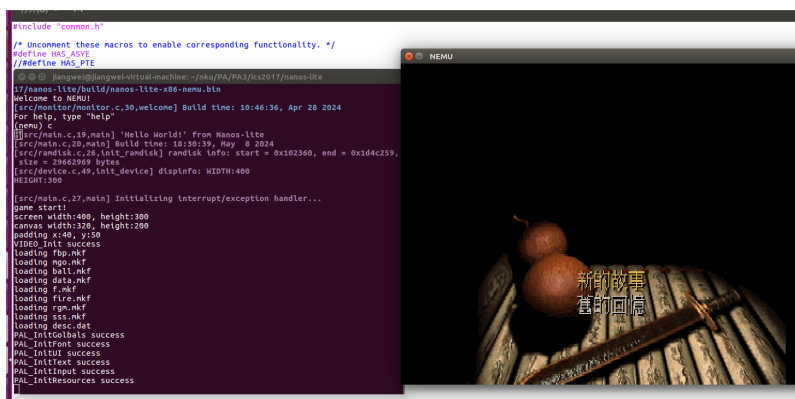 #include "common.h"
/* Uncomment these macros to enable corresponding functionality. */
#define HAS_ASYE
//#define HAS_PTE
jiangwei@jiangwei-virtual-machine: ~/nku/PA/PA3/ics2017/nanos-lite
17/nanos-lite/build/nanos-lite-x86-nemu.bin
Welcome to NEMU!
[src/monitor/monitor.c,30,welcome] Build time: 10:46:36, Apr 28 2024
For help, type "help"
(nemu) c
[src/main.c,19,main] 'Hello World!' from Nanos-lite
[src/main.c,20,main] Build time: 18:30:39, May  8 2024
[src/ramdisk.c,26,init_ramdisk] ramdisk info: start = 0x102360, end = 0x1d4c259,
 size = 29662969 bytes
[src/device.c,49,init_device] dispinfo: WIDTH:400
HEIGHT:300
[src/main.c,27,main] Initializing interrupt/exception handler...
game start!
screen width:400, height:300
canvas width:320, height:200
padding x:40, y:50
VIDEO_Init success
loading fbp.mkf
loading mgo.mkf
loading ball.mkf
loading data.mkf
loading f.mkf
loading fire.mkf
loading rgm.mkf
loading sss.mkf
loading desc.dat
PAL_InitGolbals success
PAL_InitFont success
PAL_InitUI success
PAL_InitText success
PAL_InitInput success
PAL_InitResources success
NEMU
新的故事
舊的回憶